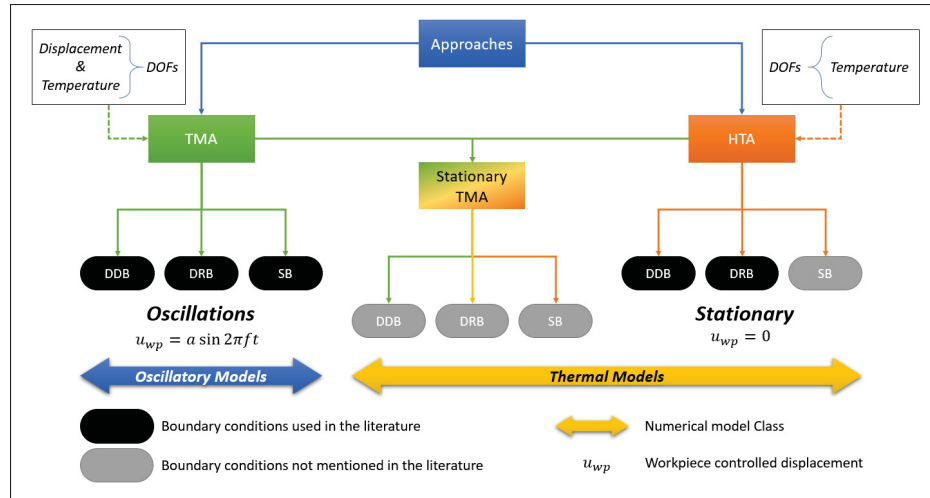 Approaches
Displacement
&
Temperature
DOFs
DOFs
Temperature
TMA
HTA
Stationary
TMA
DDB
DRB
SB
DDB
DRB
SB
DDB
DRB
SB
Oscillations
u_wp = a sin 2πft
Stationary
u_wp = 0
Oscillatory Models
Thermal Models
Boundary conditions used in the literature
Numerical model Class
Boundary conditions not mentioned in the literature
u_wp Workpiece controlled displacement